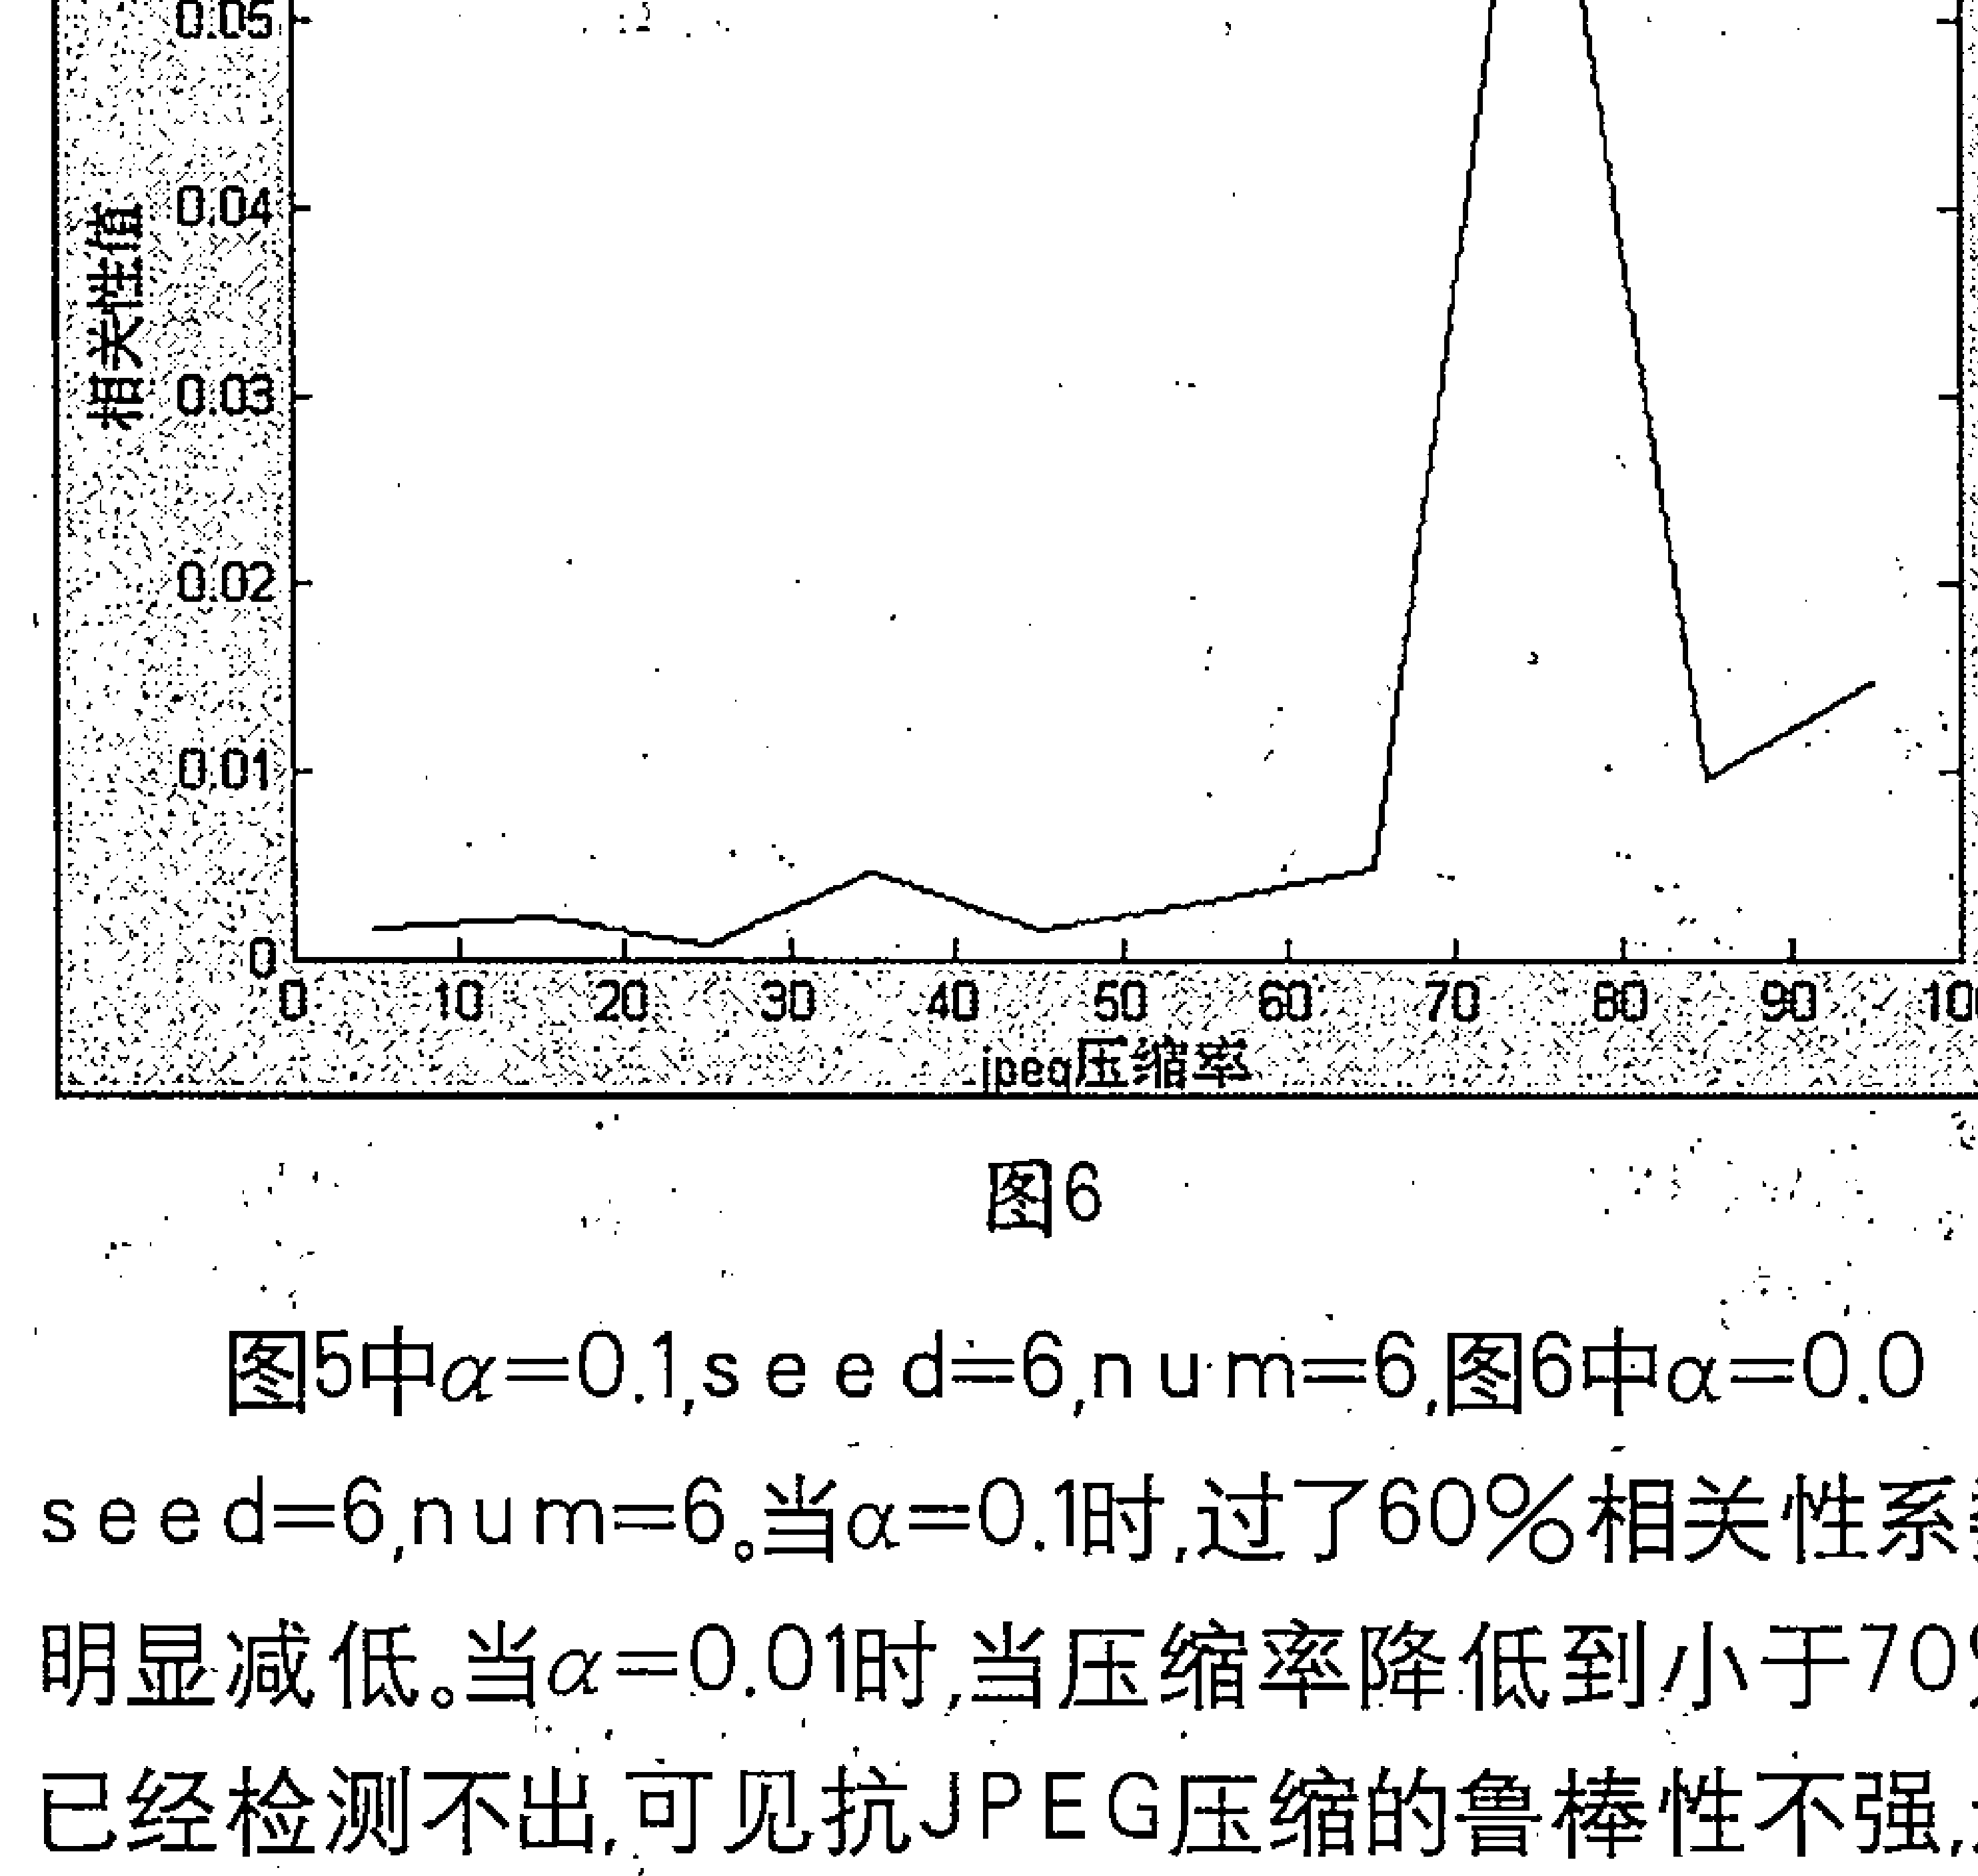 0.05
0.04
0.03
0.02
0.01
0
相关性值
0 10 20 30 40 50 60 70 80 90 100
jpeg压缩率
图6
图5中α=0.1,seed=6,num=6,图6中α=0.0
seed=6,num=6。当α=0.1时,过了60%相关性系
明显减低。当α=0.01时,当压缩率降低到小于70%
已经检测不出,可见抗JPEG压缩的鲁棒性不强,